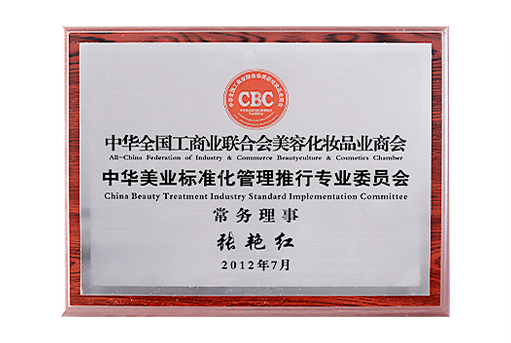 CBC
中华全国工商业联合会美容化妆品业商会
All-China Federation of Industry & Commerce Beautyculture & Cosmetics Chamber
中华美业标准化管理推行专业委员会
China Beauty Treatment Industry Standard Implementation Committee
常务理事
张艳红
2012年7月